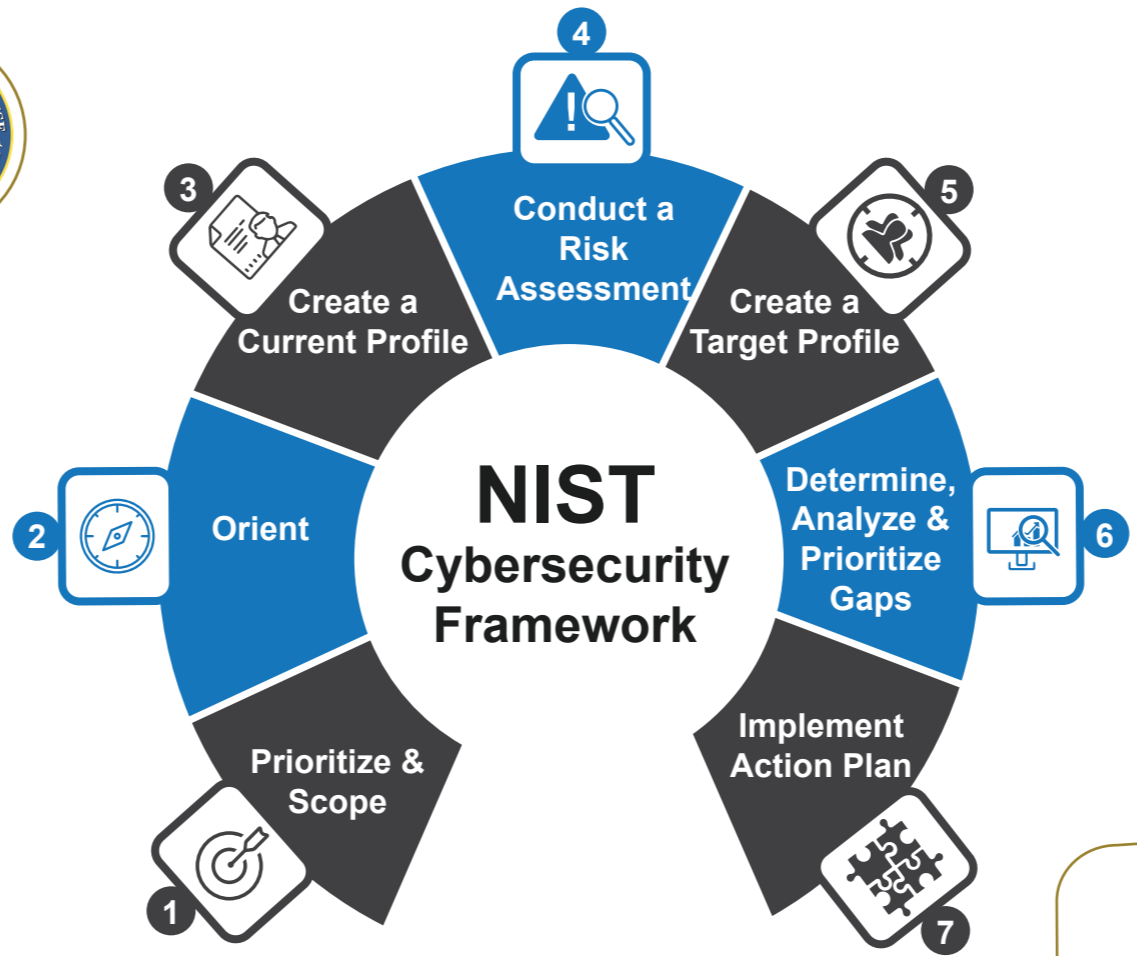 4
Conduct a
Risk
Assessment
3
Create a
Current Profile
5
Create a
Target Profile
2
Orient
NIST
Cybersecurity
Framework
Determine,
Analyze &
Prioritize
Gaps
6
Prioritize &
Scope
1
Implement
Action Plan
7